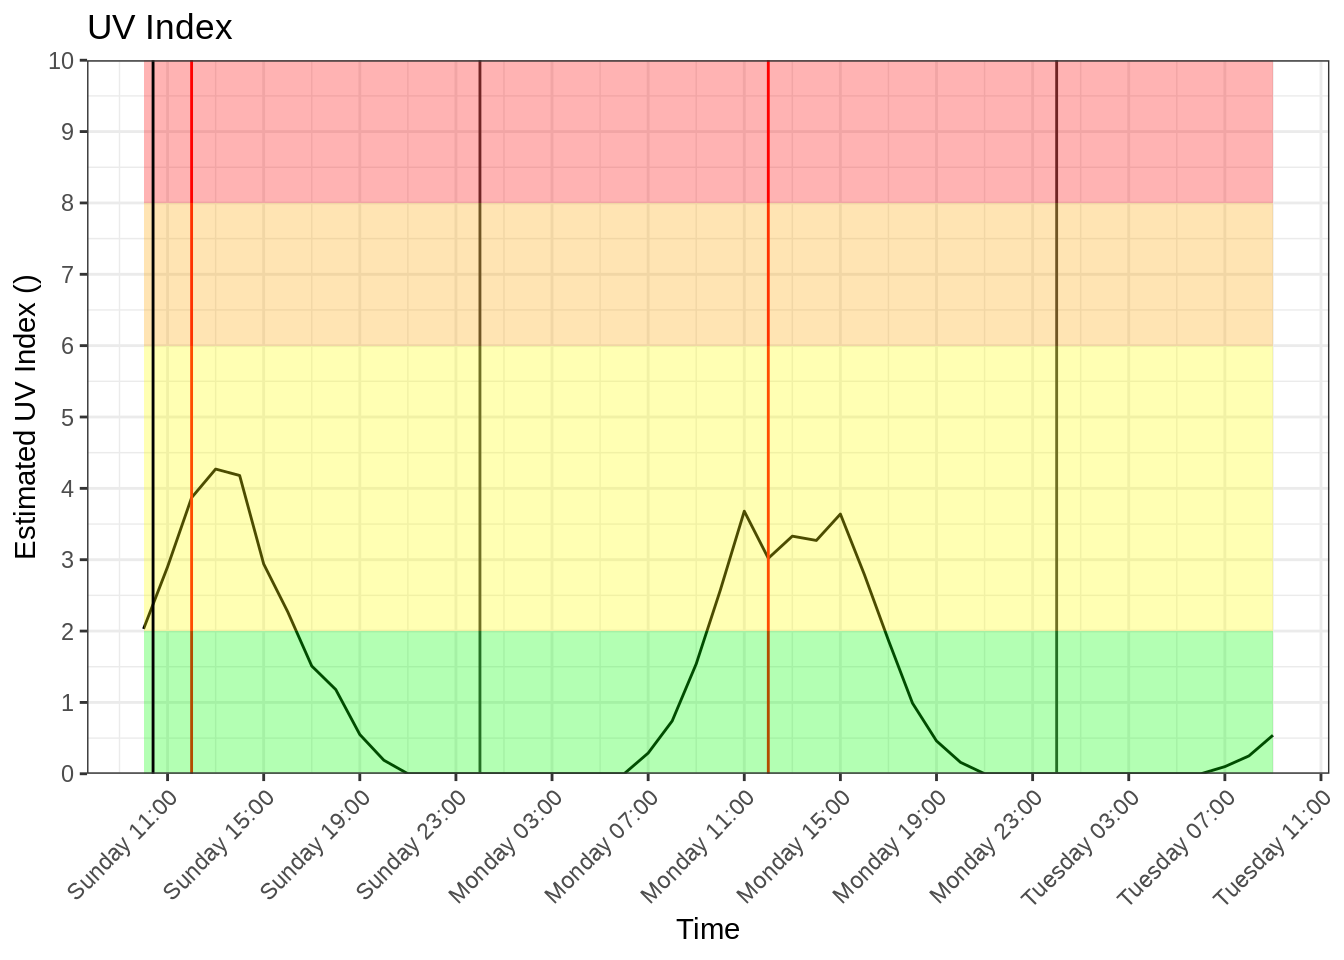 UV Index
Estimated UV Index ()
10
9
8
7
6
5
4
3
2
1
0
Sunday 11:00
Sunday 15:00
Sunday 19:00
Sunday 23:00
Monday 03:00
Monday 07:00
Monday 11:00
Monday 15:00
Monday 19:00
Monday 23:00
Tuesday 03:00
Tuesday 07:00
Tuesday 11:00
Time